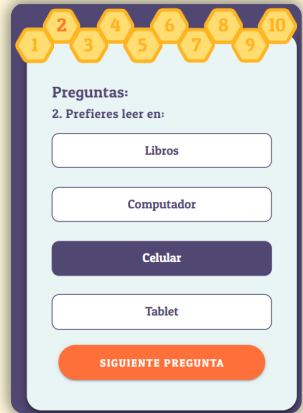 1 2 3 4 5 6 7 8 9 10
Preguntas:
2. Prefieres leer en:
Libros
Computador
Celular
Tablet
SIGUIENTE PREGUNTA